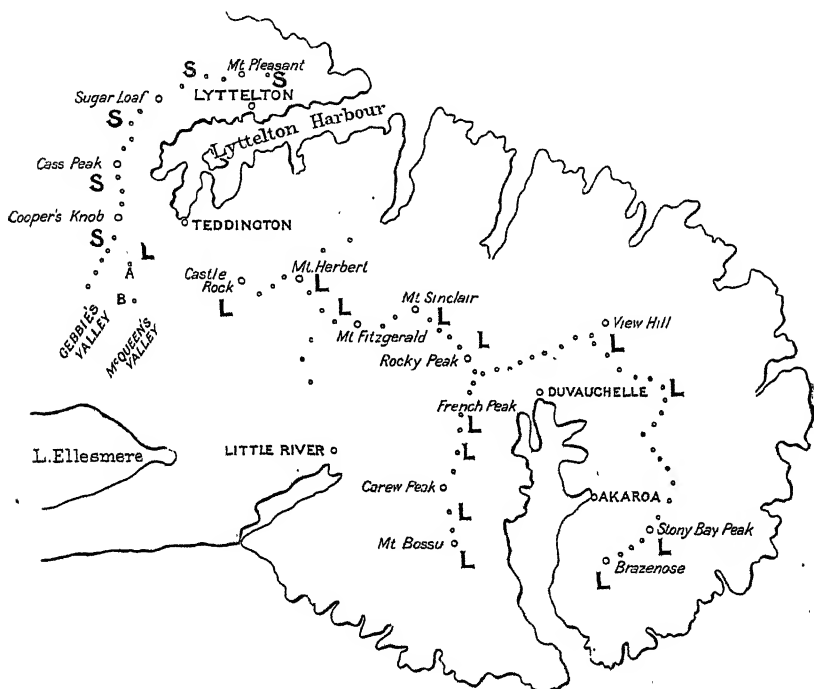 S
Mt Pleasant
S
Sugar Loaf
LYTTELTON
S
Lyttelton Harbour
Cass Peak
S
Cooper's Knob
TEDDINGTON
S
L
A
B
GEBBIE'S
VALLEY
McQUEEN'S
VALLEY
Castle
Rock
L
Mt. Herbert
L
L
Mt Fitzgerald
Mt Sinclair
L
L
Rocky Peak
View Hill
L
DUVAUCHELLE
L
French Peak
L
L
L. Ellesmere
LITTLE RIVER
Carew Peak
L
Mt Bossu
L
AKAROA
Stony Bay Peak
L
Brazenose
L